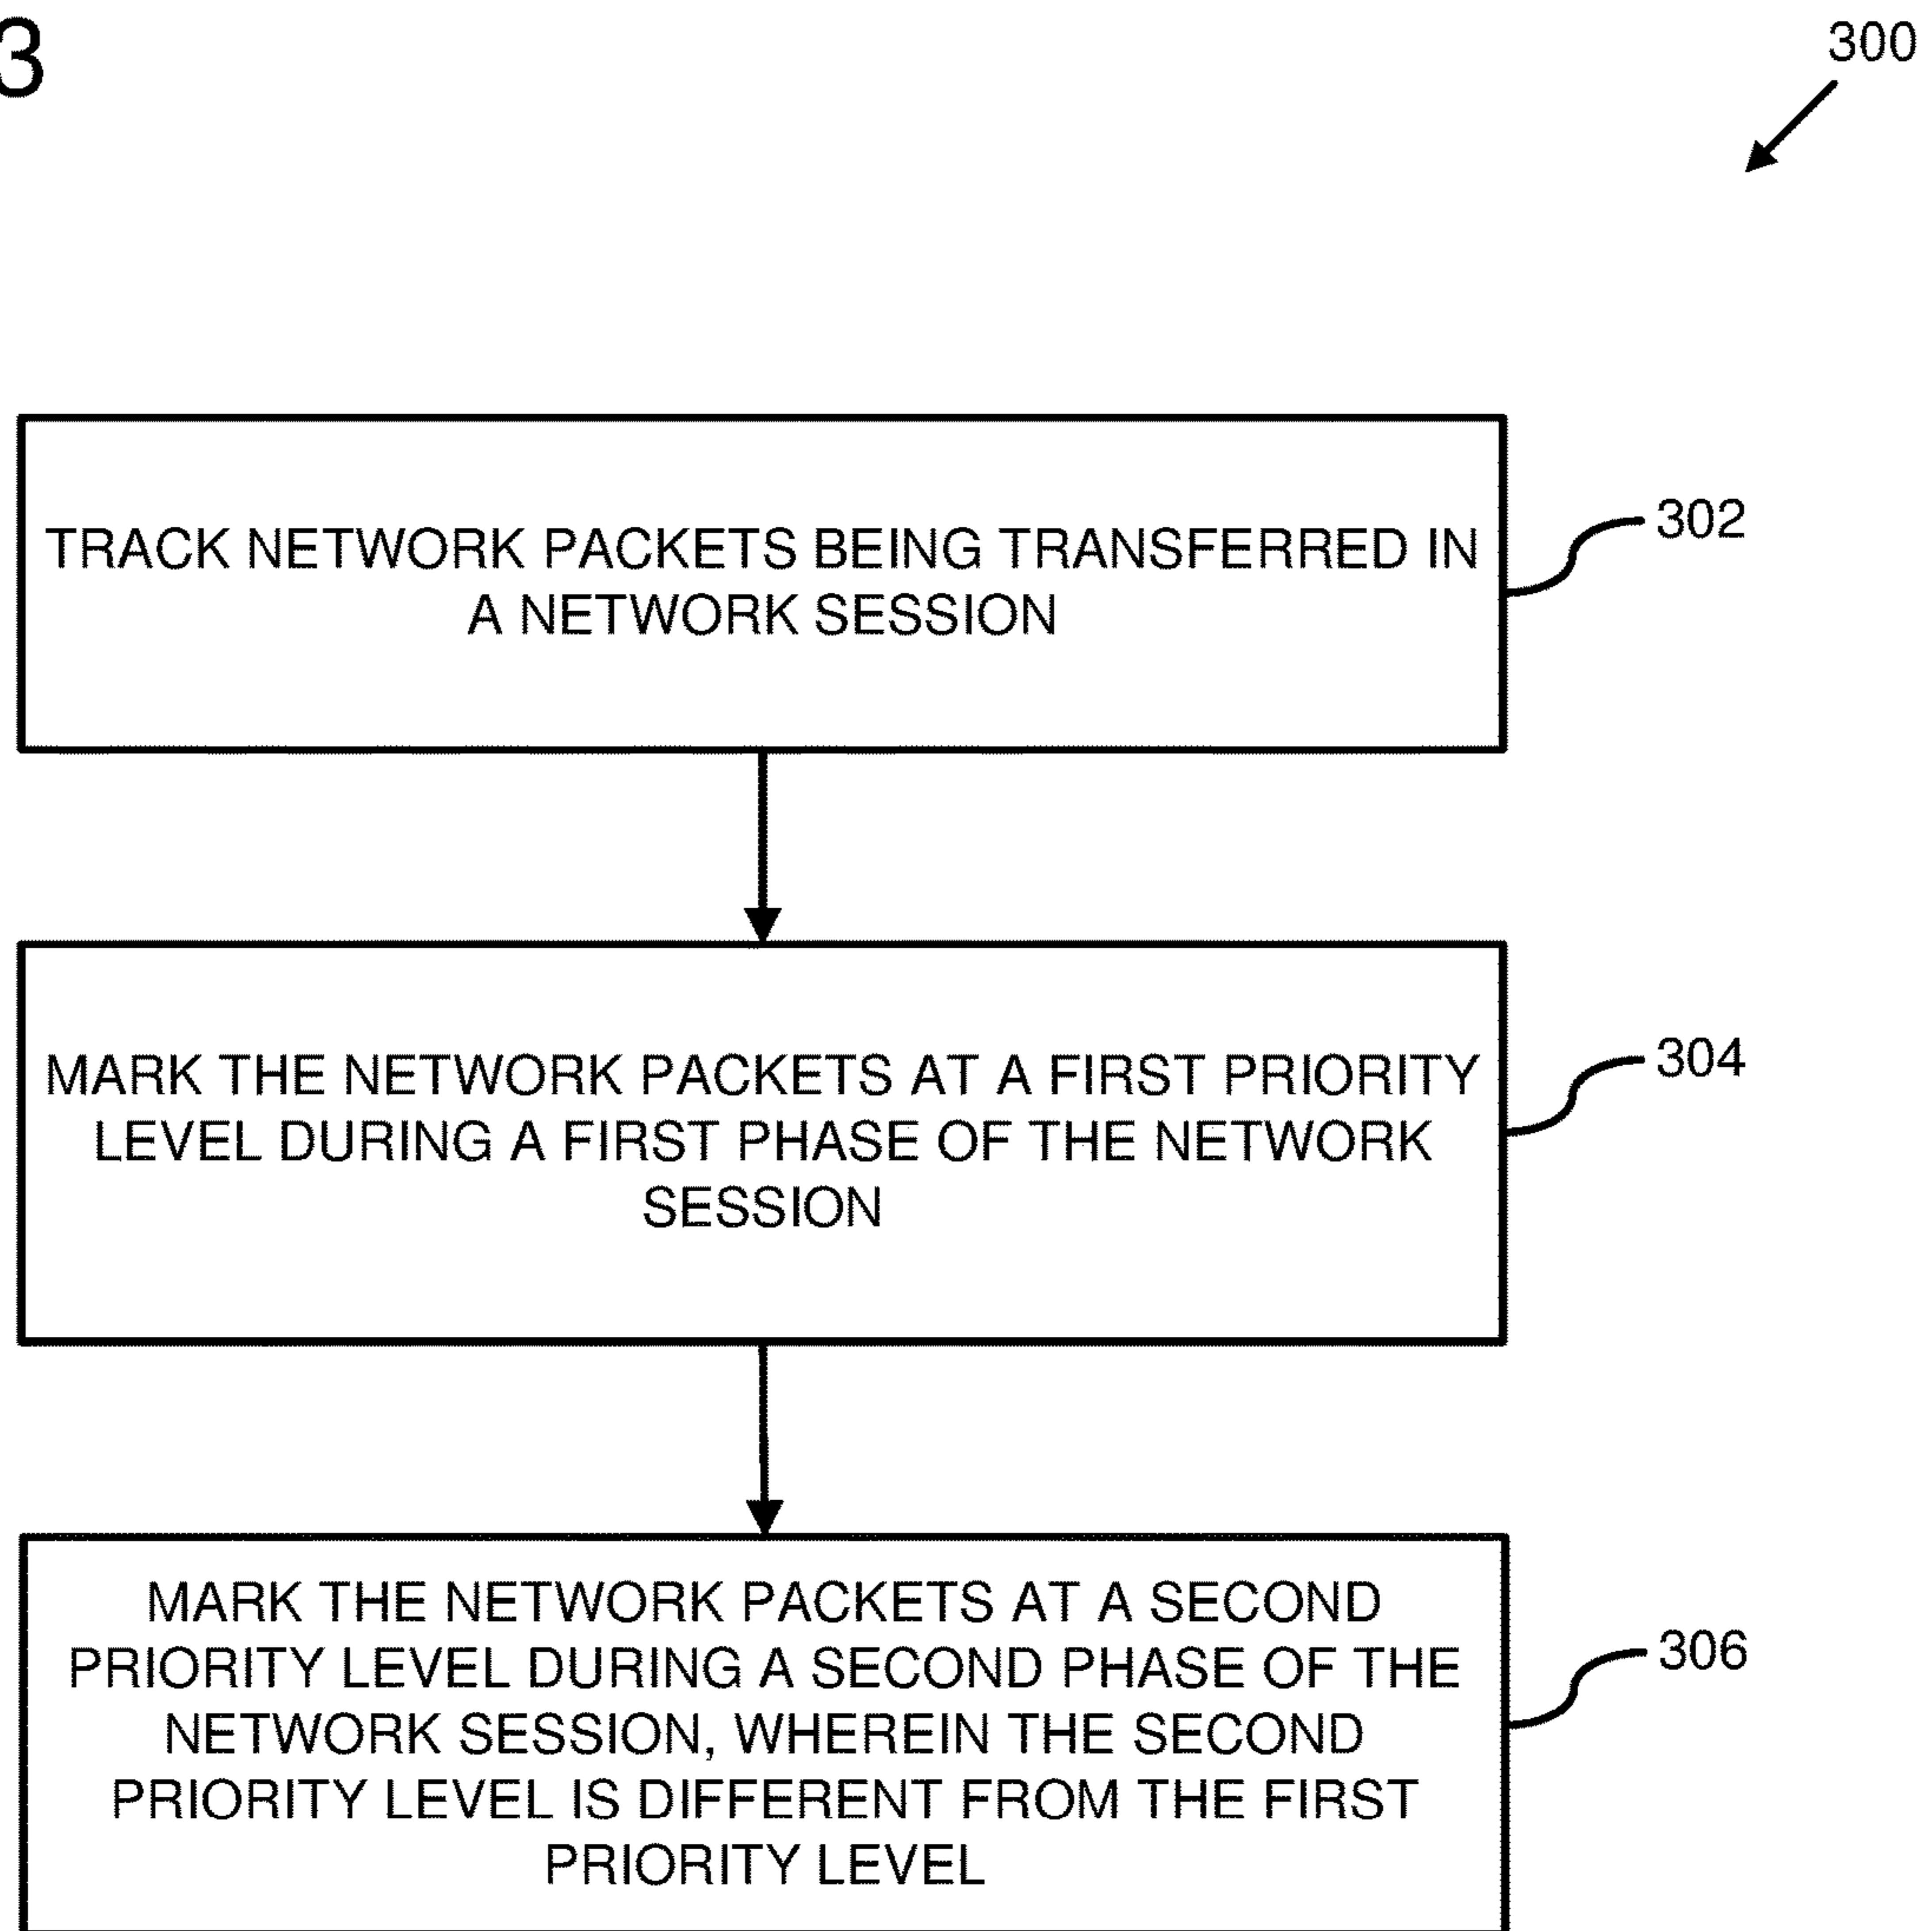 3
300
TRACK NETWORK PACKETS BEING TRANSFERRED IN
A NETWORK SESSION
302
MARK THE NETWORK PACKETS AT A FIRST PRIORITY
LEVEL DURING A FIRST PHASE OF THE NETWORK
SESSION
304
MARK THE NETWORK PACKETS AT A SECOND
PRIORITY LEVEL DURING A SECOND PHASE OF THE
NETWORK SESSION, WHEREIN THE SECOND
PRIORITY LEVEL IS DIFFERENT FROM THE FIRST
PRIORITY LEVEL
306